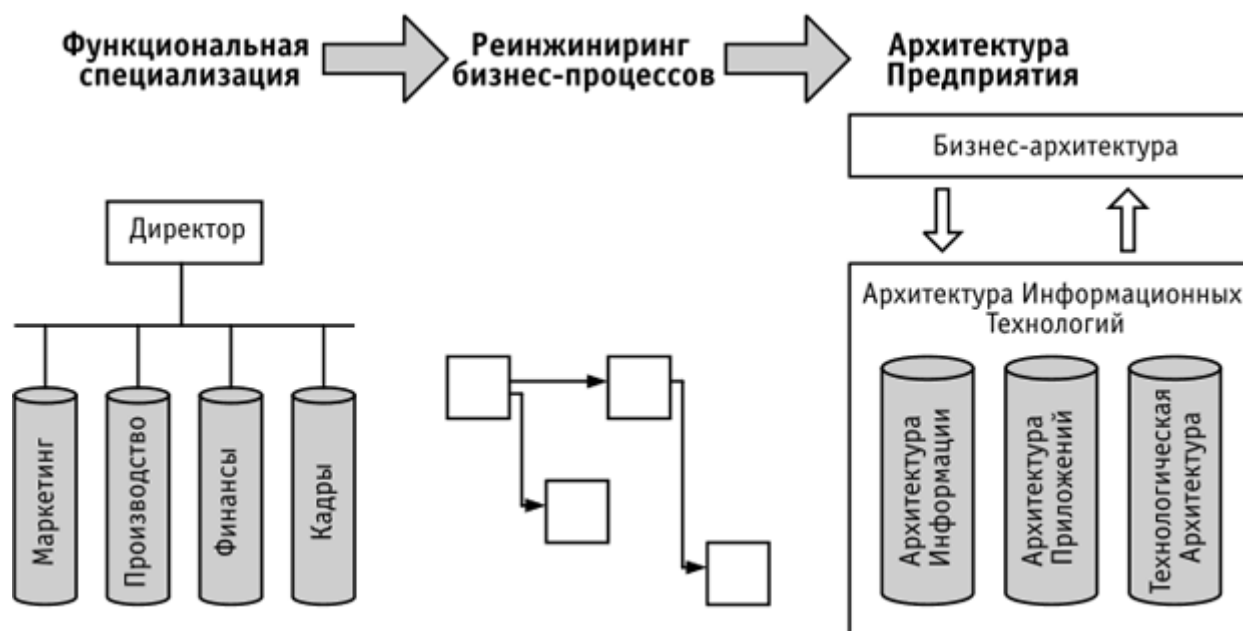 Функциональная
специализация
Реинжиниринг
бизнес-процессов
Архитектура
Предприятия
Бизнес-архитектура
Директор
Архитектура Информационных
Технологий
Маркетинг
Производство
Финансы
Кадры
Архитектура
Информации
Архитектура
Приложений
Технологическая
Архитектура